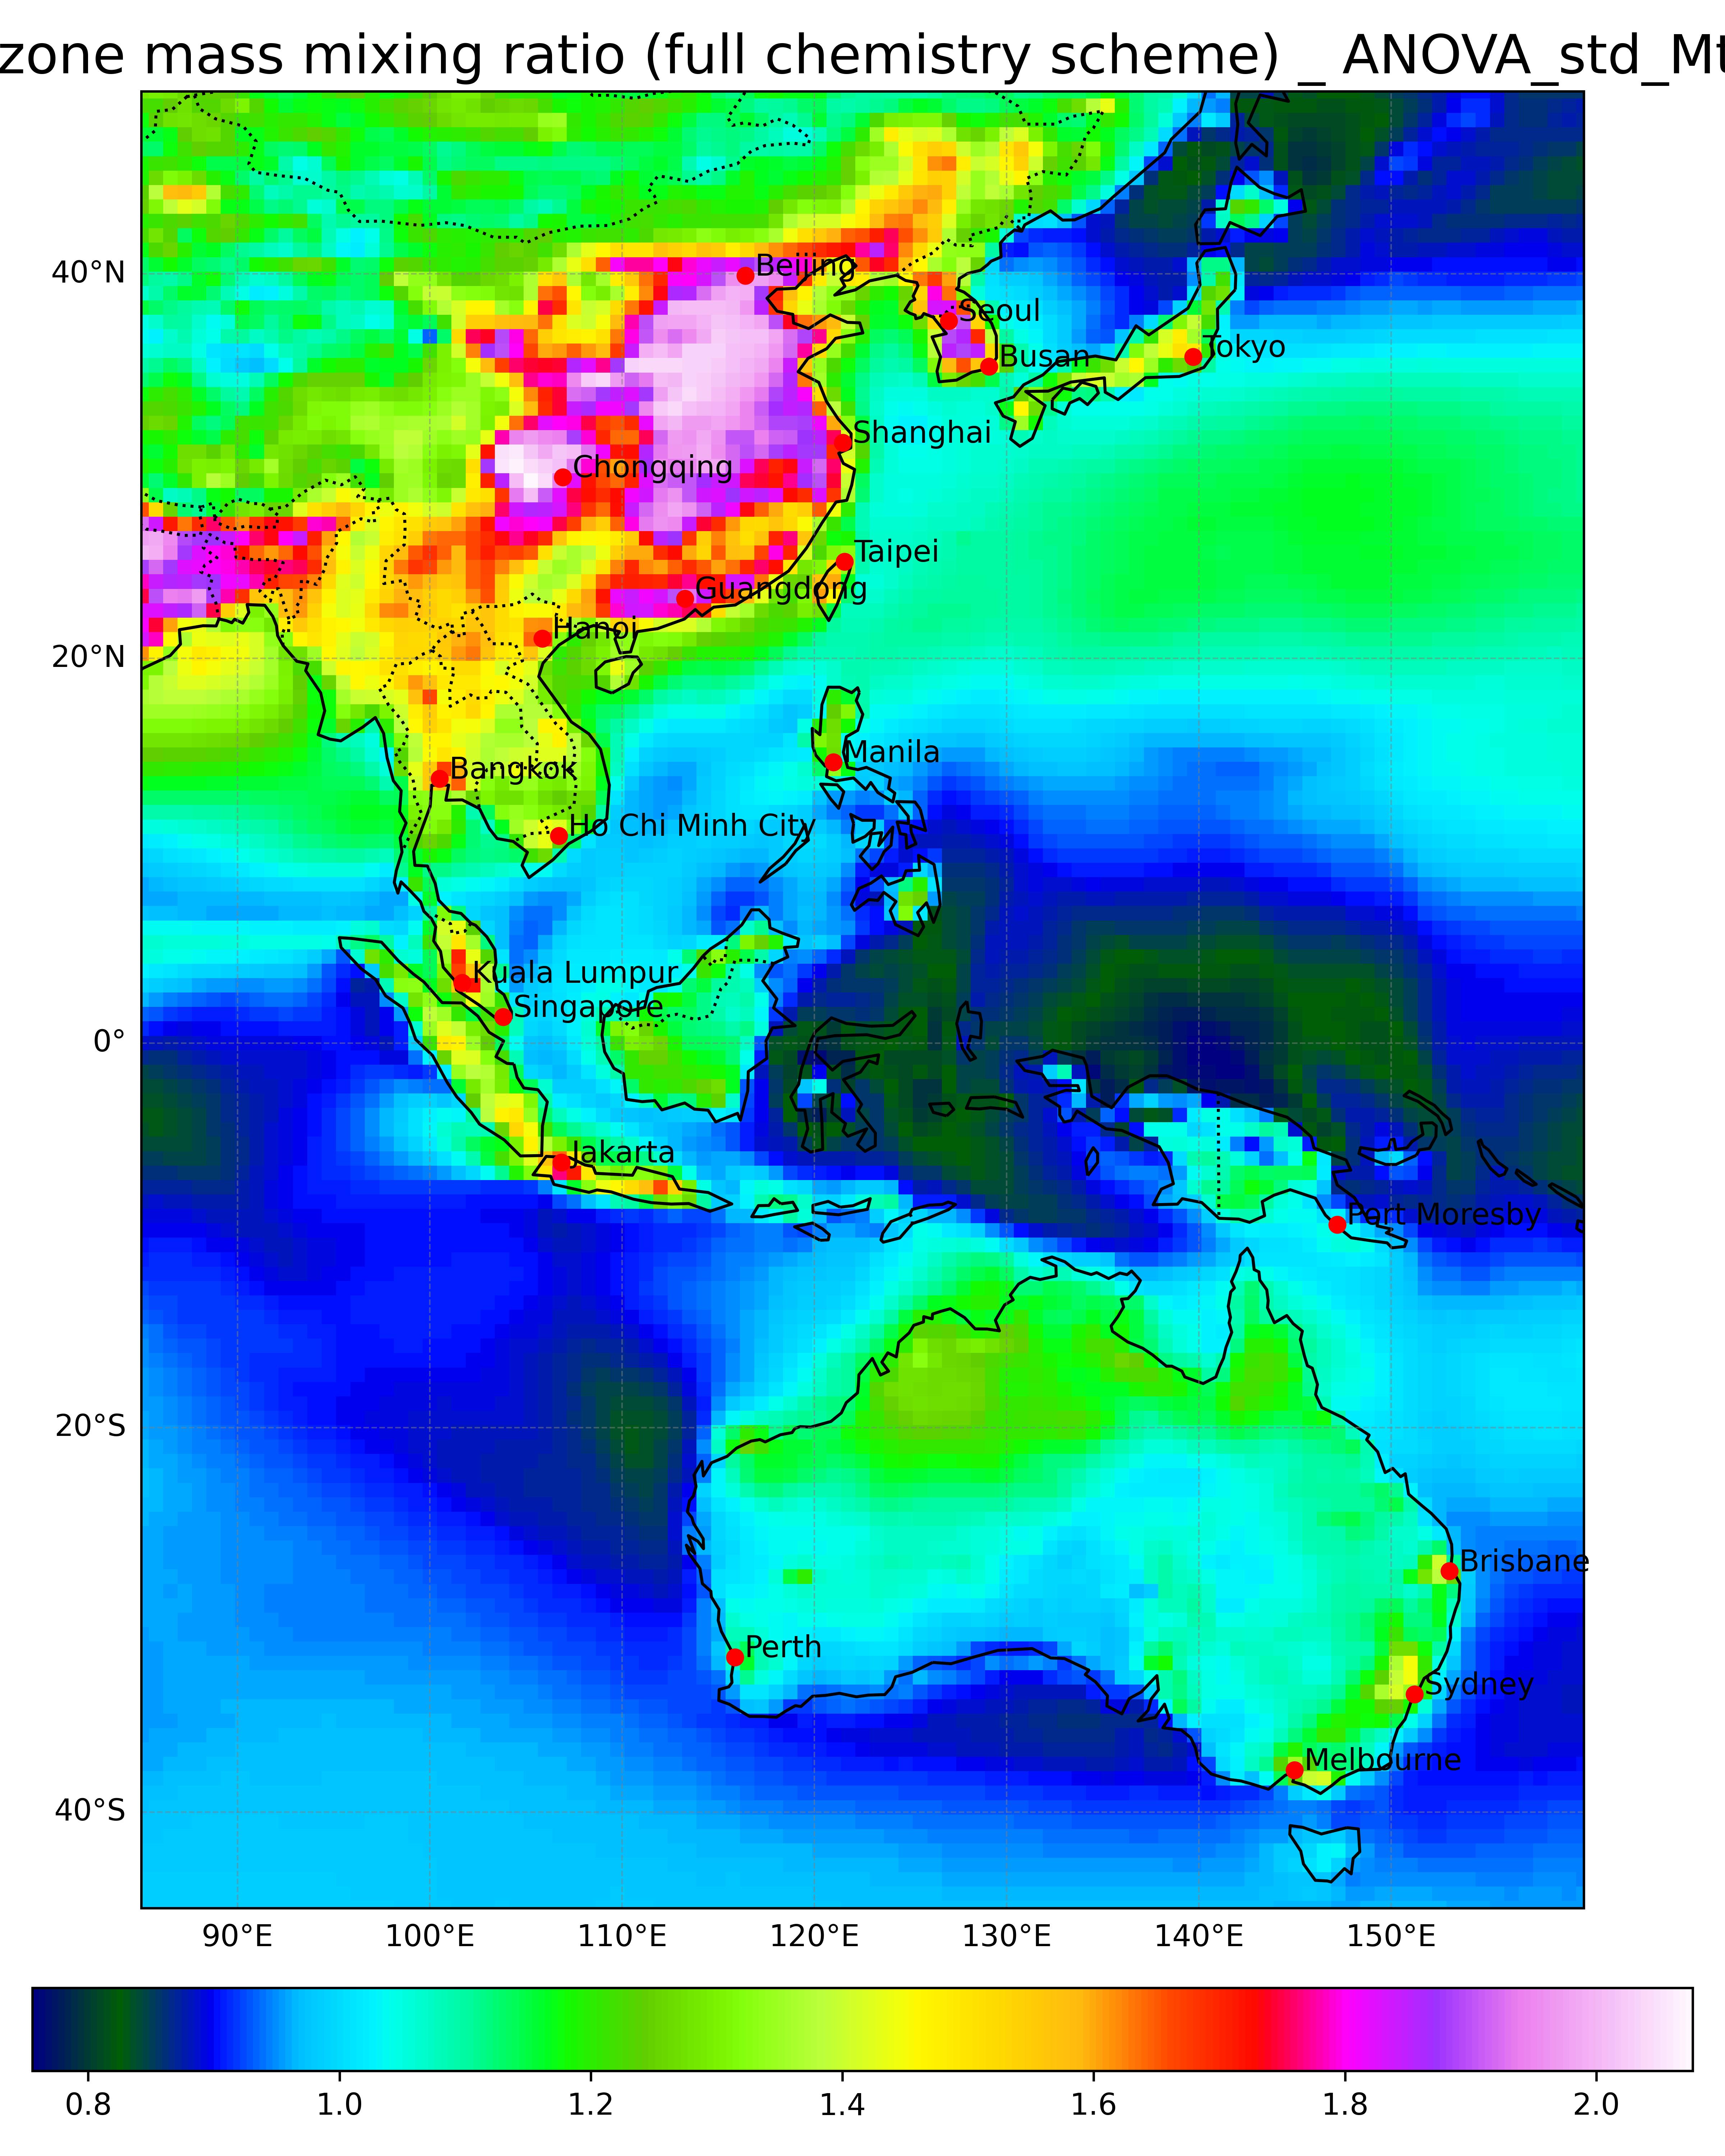 zone mass mixing ratio (full chemistry scheme) _ ANOVA_std_Mt
40°N
20°N
0°
20°S
40°S
Beijing
Seoul
Busan
Tokyo
Shanghai
Chongqing
Taipei
Guangdong
Hanoi
Manila
Bangkok
Ho Chi Minh City
Kuala Lumpur
Singapore
Jakarta
Port Moresby
Brisbane
Perth
Sydney
Melbourne
90°E 100°E 110°E 120°E 130°E 140°E 150°E
0.8 1.0 1.2 1.4 1.6 1.8 2.0